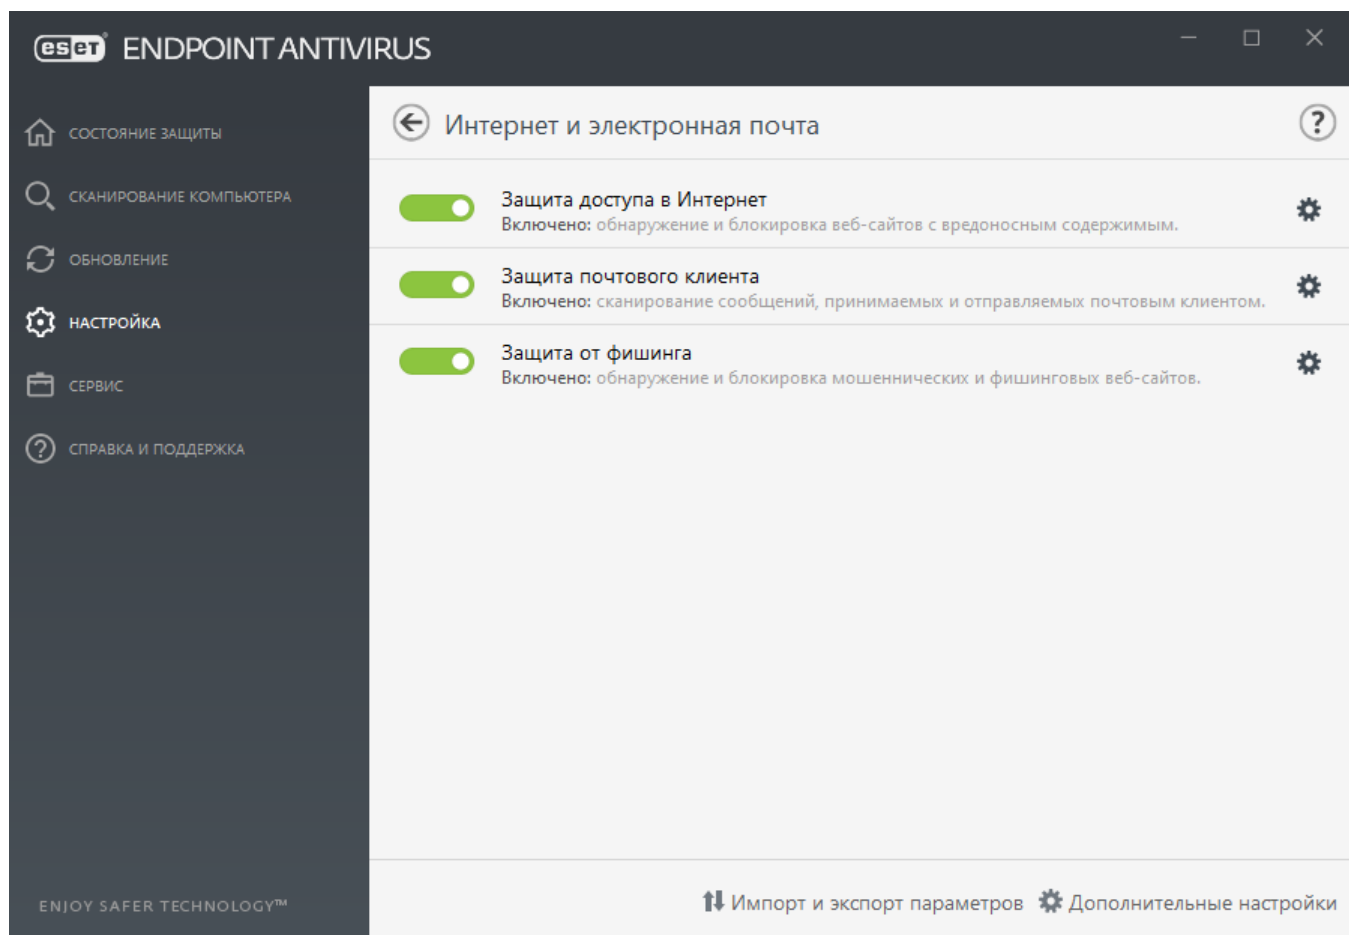 eset ENDPOINT ANTIVIRUS
СОСТОЯНИЕ ЗАЩИТЫ
СКАНИРОВАНИЕ КОМПЬЮТЕРА
ОБНОВЛЕНИЕ
НАСТРОЙКА
СЕРВИС
СПРАВКА И ПОДДЕРЖКА
ENJOY SAFER TECHNOLOGY™
Интернет и электронная почта
Защита доступа в Интернет
Включено: обнаружение и блокировка веб-сайтов с вредоносным содержимым.
Защита почтового клиента
Включено: сканирование сообщений, принимаемых и отправляемых почтовым клиентом.
Защита от фишинга
Включено: обнаружение и блокировка мошеннических и фишинговых веб-сайтов.
Импорт и экспорт параметров Дополнительные настройки